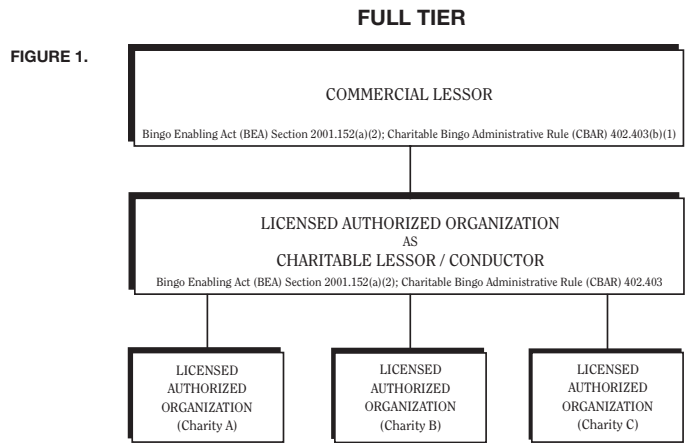 FULL TIER
FIGURE 1.
COMMERCIAL LESSOR
Bingo Enabling Act (BEA) Section 2001.152(a)(2); Charitable Bingo Administrative Rule (CBAR) 402.403(b)(1)
LICENSED AUTHORIZED ORGANIZATION
AS
CHARITABLE LESSOR / CONDUCTOR
Bingo Enabling Act (BEA) Section 2001.152(a)(2); Charitable Bingo Administrative Rule (CBAR) 402.403
LICENSED
AUTHORIZED
ORGANIZATION
(Charity A)
LICENSED
AUTHORIZED
ORGANIZATION
(Charity B)
LICENSED
AUTHORIZED
ORGANIZATION
(Charity C)